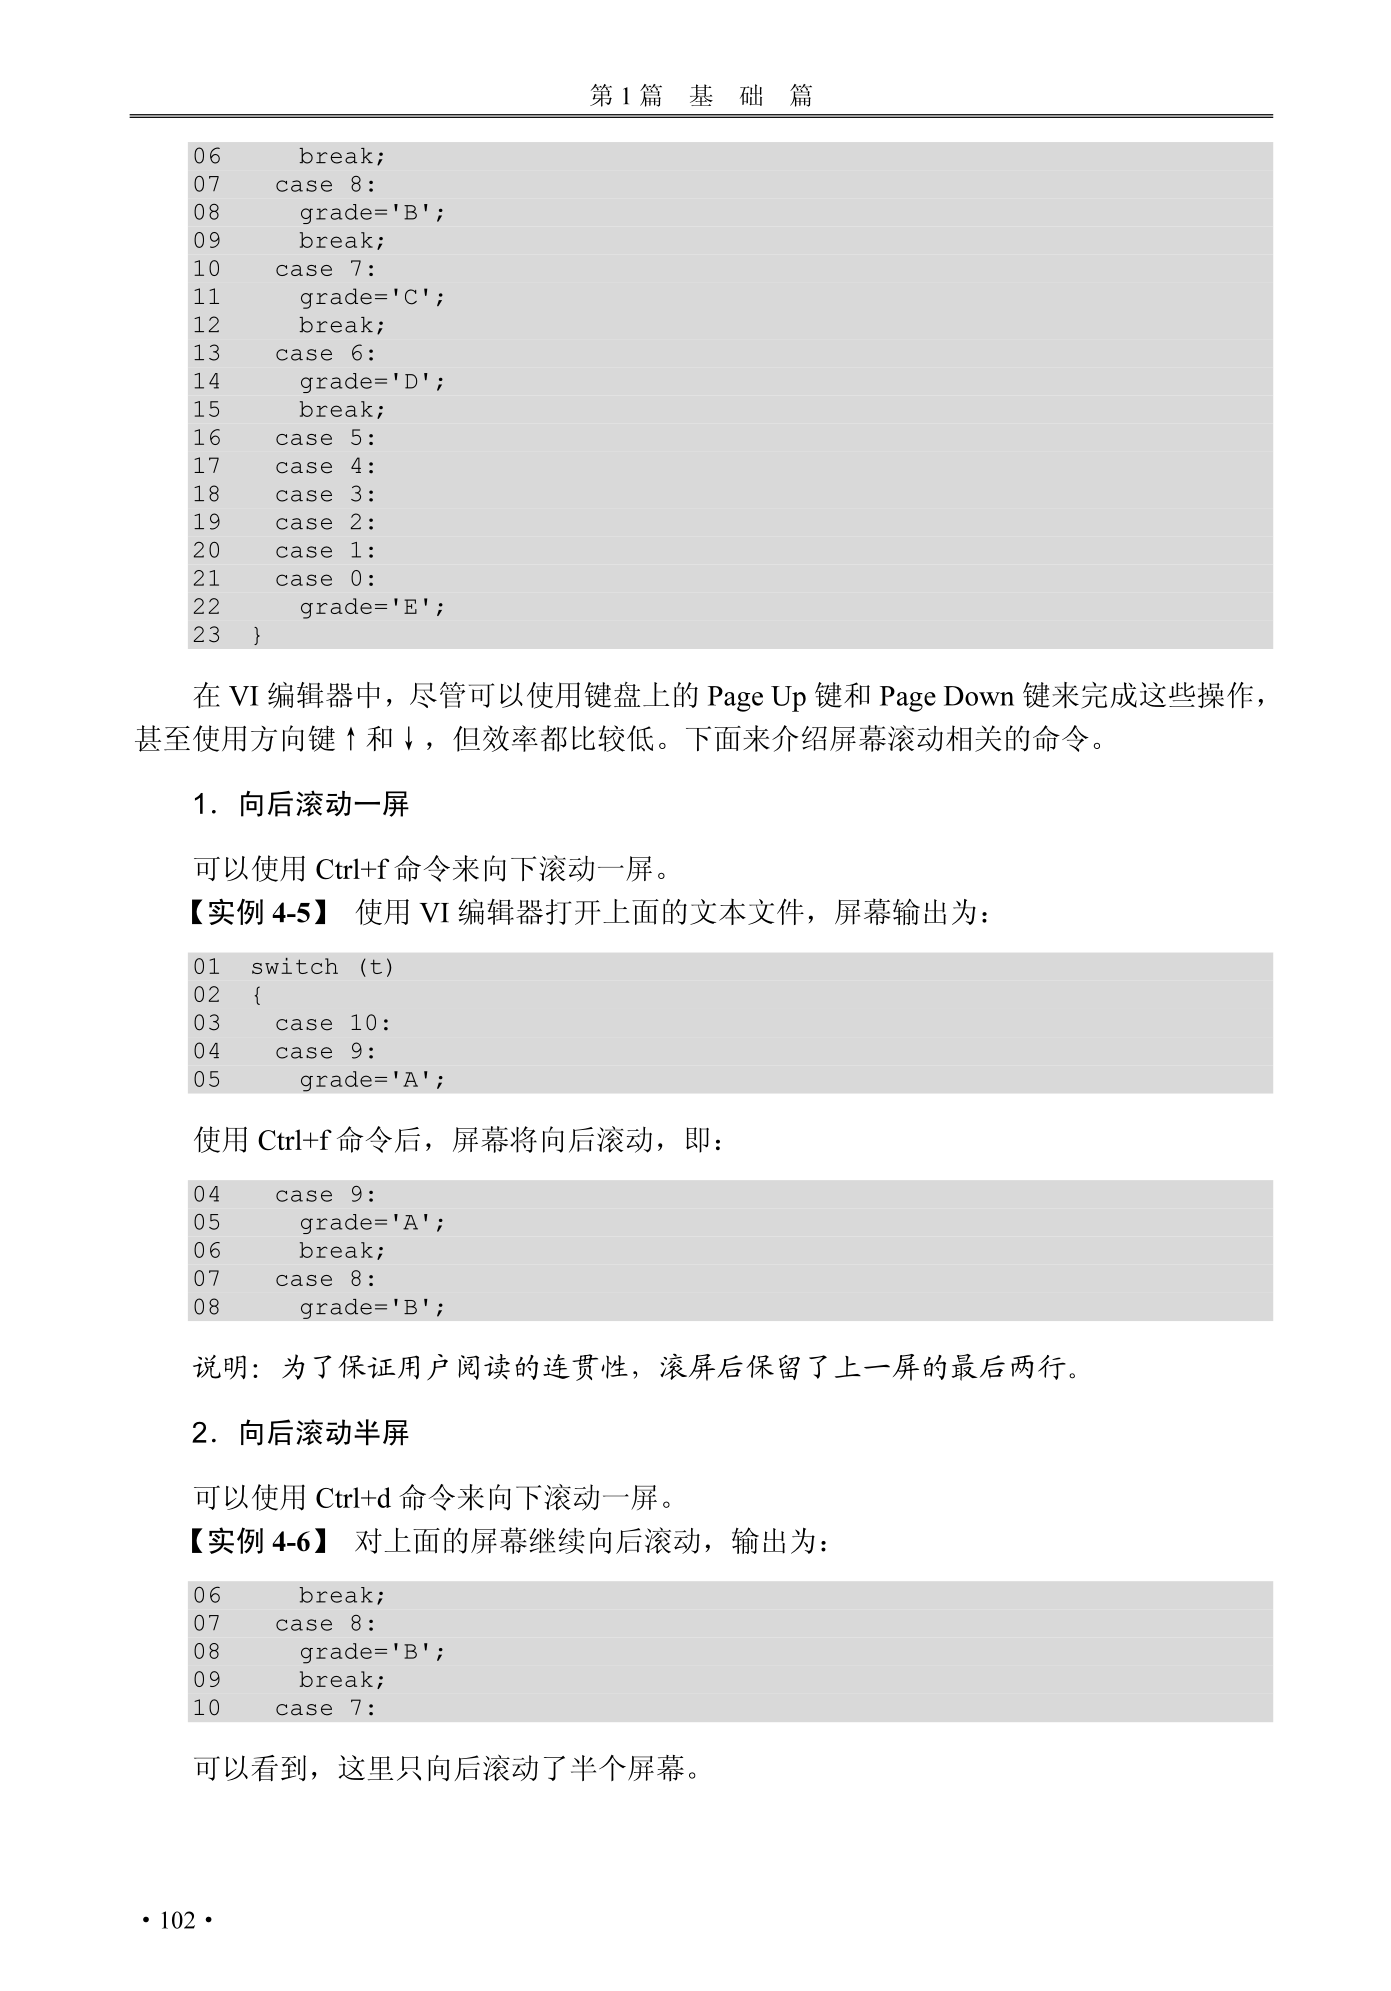 第 1 篇　基　础　篇
06      break;
07    case 8:
08      grade='B';
09      break;
10    case 7:
11      grade='C';
12      break;
13    case 6:
14      grade='D';
15      break;
16    case 5:
17    case 4:
18    case 3:
19    case 2:
20    case 1:
21    case 0:
22      grade='E';
23  }
在 VI 编辑器中，尽管可以使用键盘上的 Page Up 键和 Page Down 键来完成这些操作，
甚至使用方向键↑和↓，但效率都比较低。下面来介绍屏幕滚动相关的命令。
1．向后滚动一屏
可以使用 Ctrl+f 命令来向下滚动一屏。
【实例 4-5】 使用 VI 编辑器打开上面的文本文件，屏幕输出为：
01  switch (t)
02  {
03    case 10:
04    case 9:
05      grade='A';
使用 Ctrl+f 命令后，屏幕将向后滚动，即：
04    case 9:
05      grade='A';
06      break;
07    case 8:
08      grade='B';
说明：为了保证用户阅读的连贯性，滚屏后保留了上一屏的最后两行。
2．向后滚动半屏
可以使用 Ctrl+d 命令来向下滚动一屏。
【实例 4-6】 对上面的屏幕继续向后滚动，输出为：
06      break;
07    case 8:
08      grade='B';
09      break;
10    case 7:
可以看到，这里只向后滚动了半个屏幕。
• 102 •